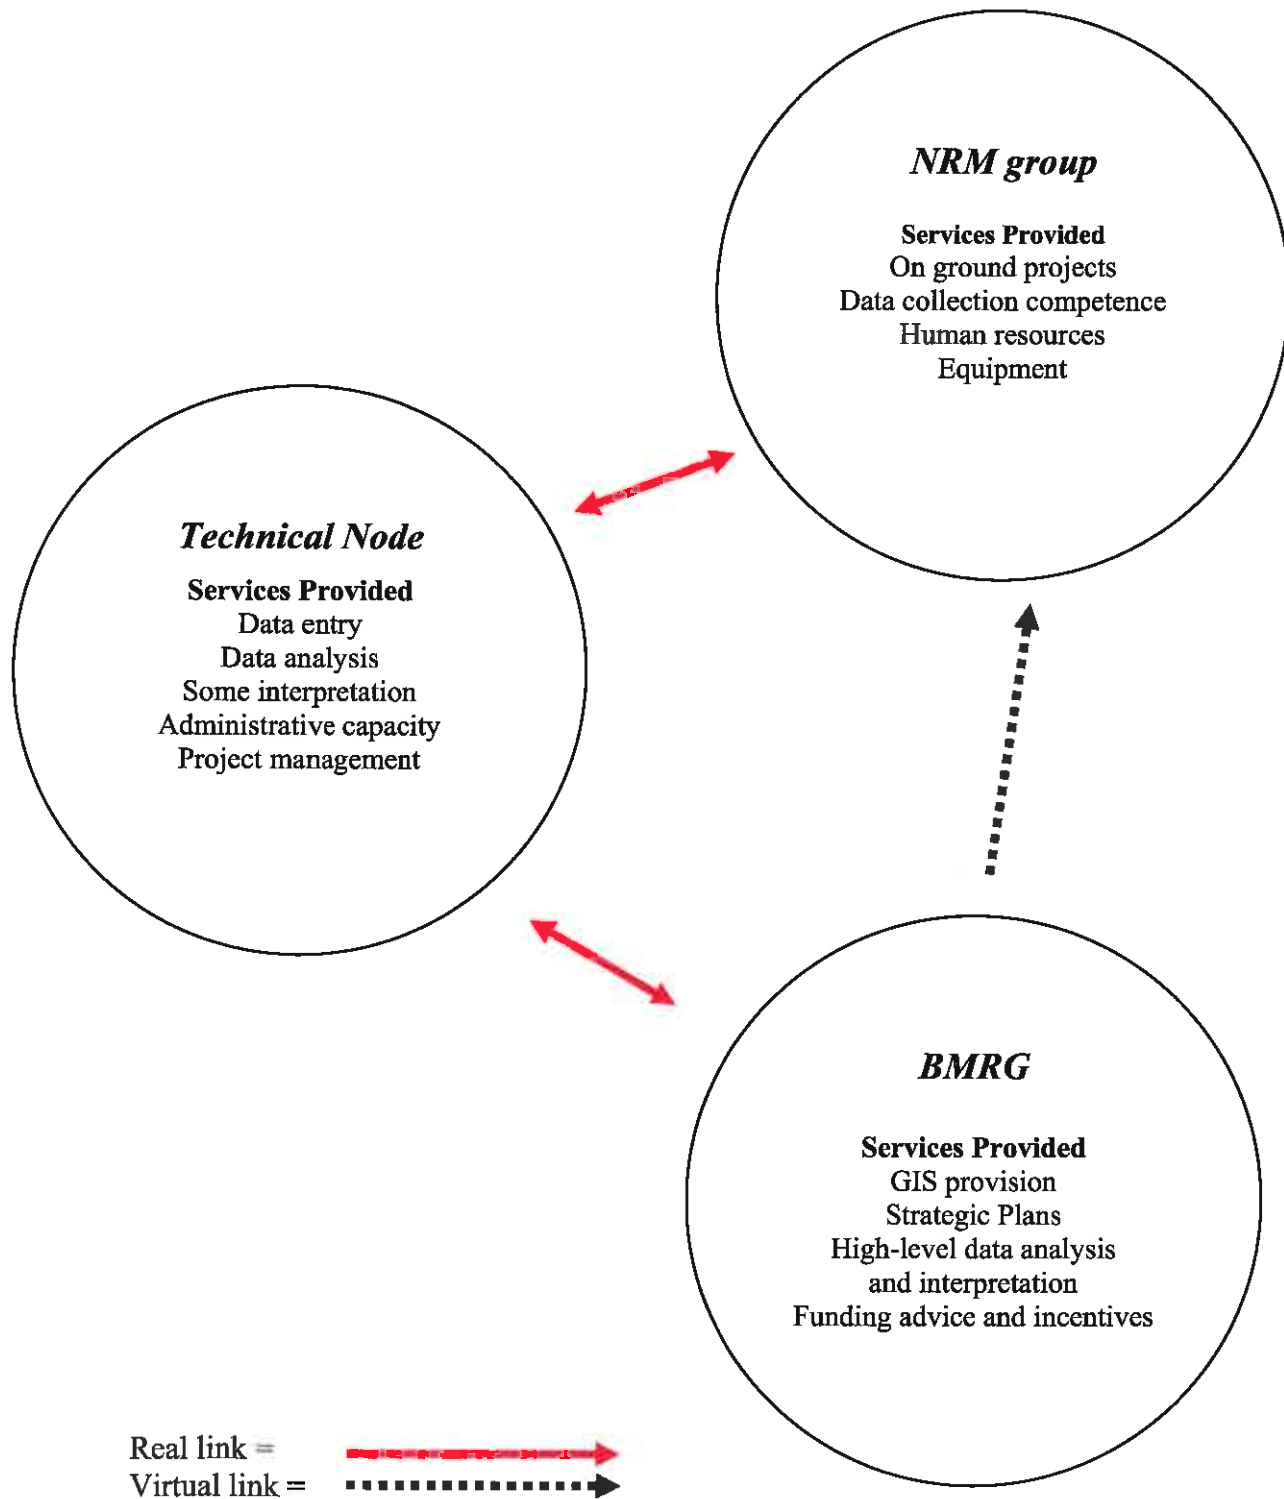 NRM group
Services Provided
On ground projects
Data collection competence
Human resources
Equipment
Technical Node
Services Provided
Data entry
Data analysis
Some interpretation
Administrative capacity
Project management
BMRG
Services Provided
GIS provision
Strategic Plans
High-level data analysis
and interpretation
Funding advice and incentives
Real link =
Virtual link =